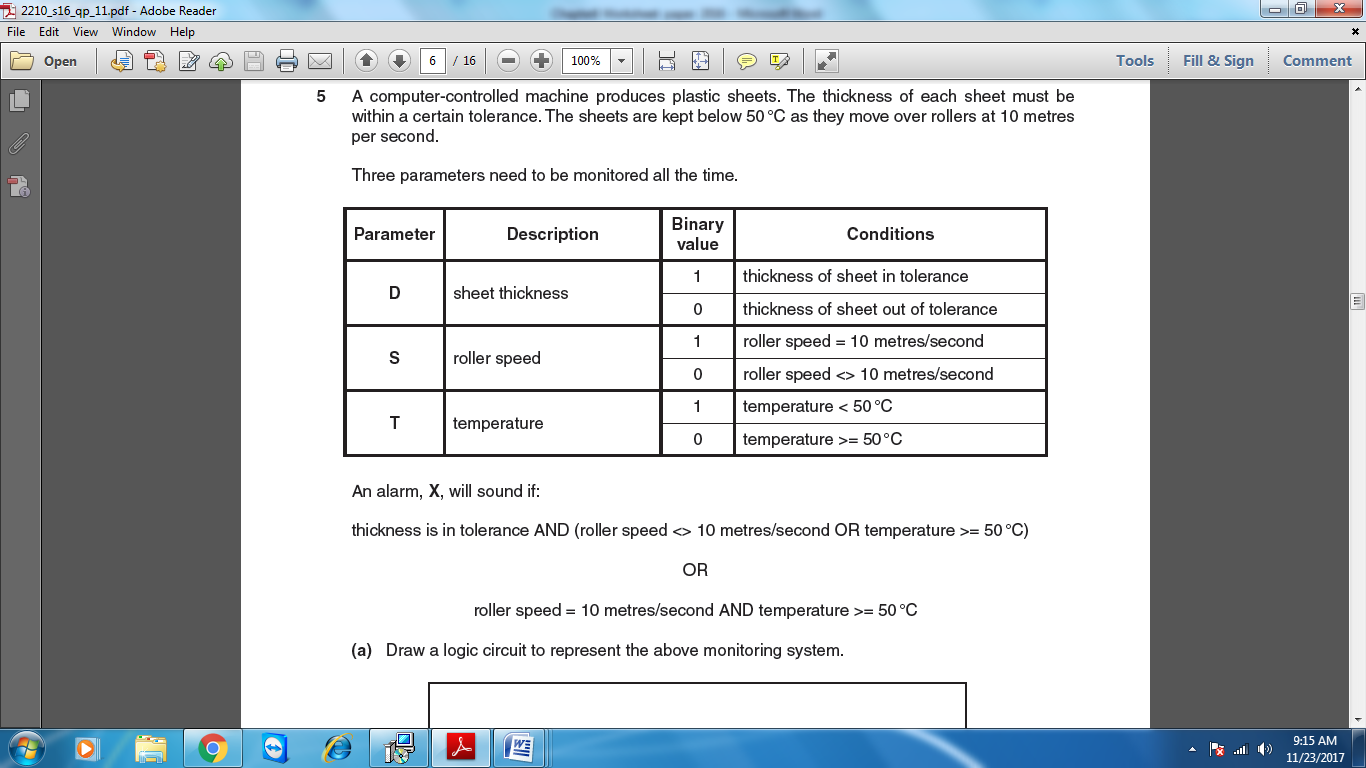 2210_s16_qp_11.pdf - Adobe Reader
File Edit View Window Help
Open 6 / 16 100% Tools Fill & Sign Comment
5 A computer-controlled machine produces plastic sheets. The thickness of each sheet must be
within a certain tolerance. The sheets are kept below 50 °C as they move over rollers at 10 metres
per second.
Three parameters need to be monitored all the time.
Parameter Description Binary value Conditions
D sheet thickness 1 thickness of sheet in tolerance
0 thickness of sheet out of tolerance
S roller speed 1 roller speed = 10 metres/second
0 roller speed <> 10 metres/second
T temperature 1 temperature < 50 °C
0 temperature >= 50 °C
An alarm, X, will sound if:
thickness is in tolerance AND (roller speed <> 10 metres/second OR temperature >= 50 °C)
OR
roller speed = 10 metres/second AND temperature >= 50 °C
(a) Draw a logic circuit to represent the above monitoring system.
9:15 AM
11/23/2017